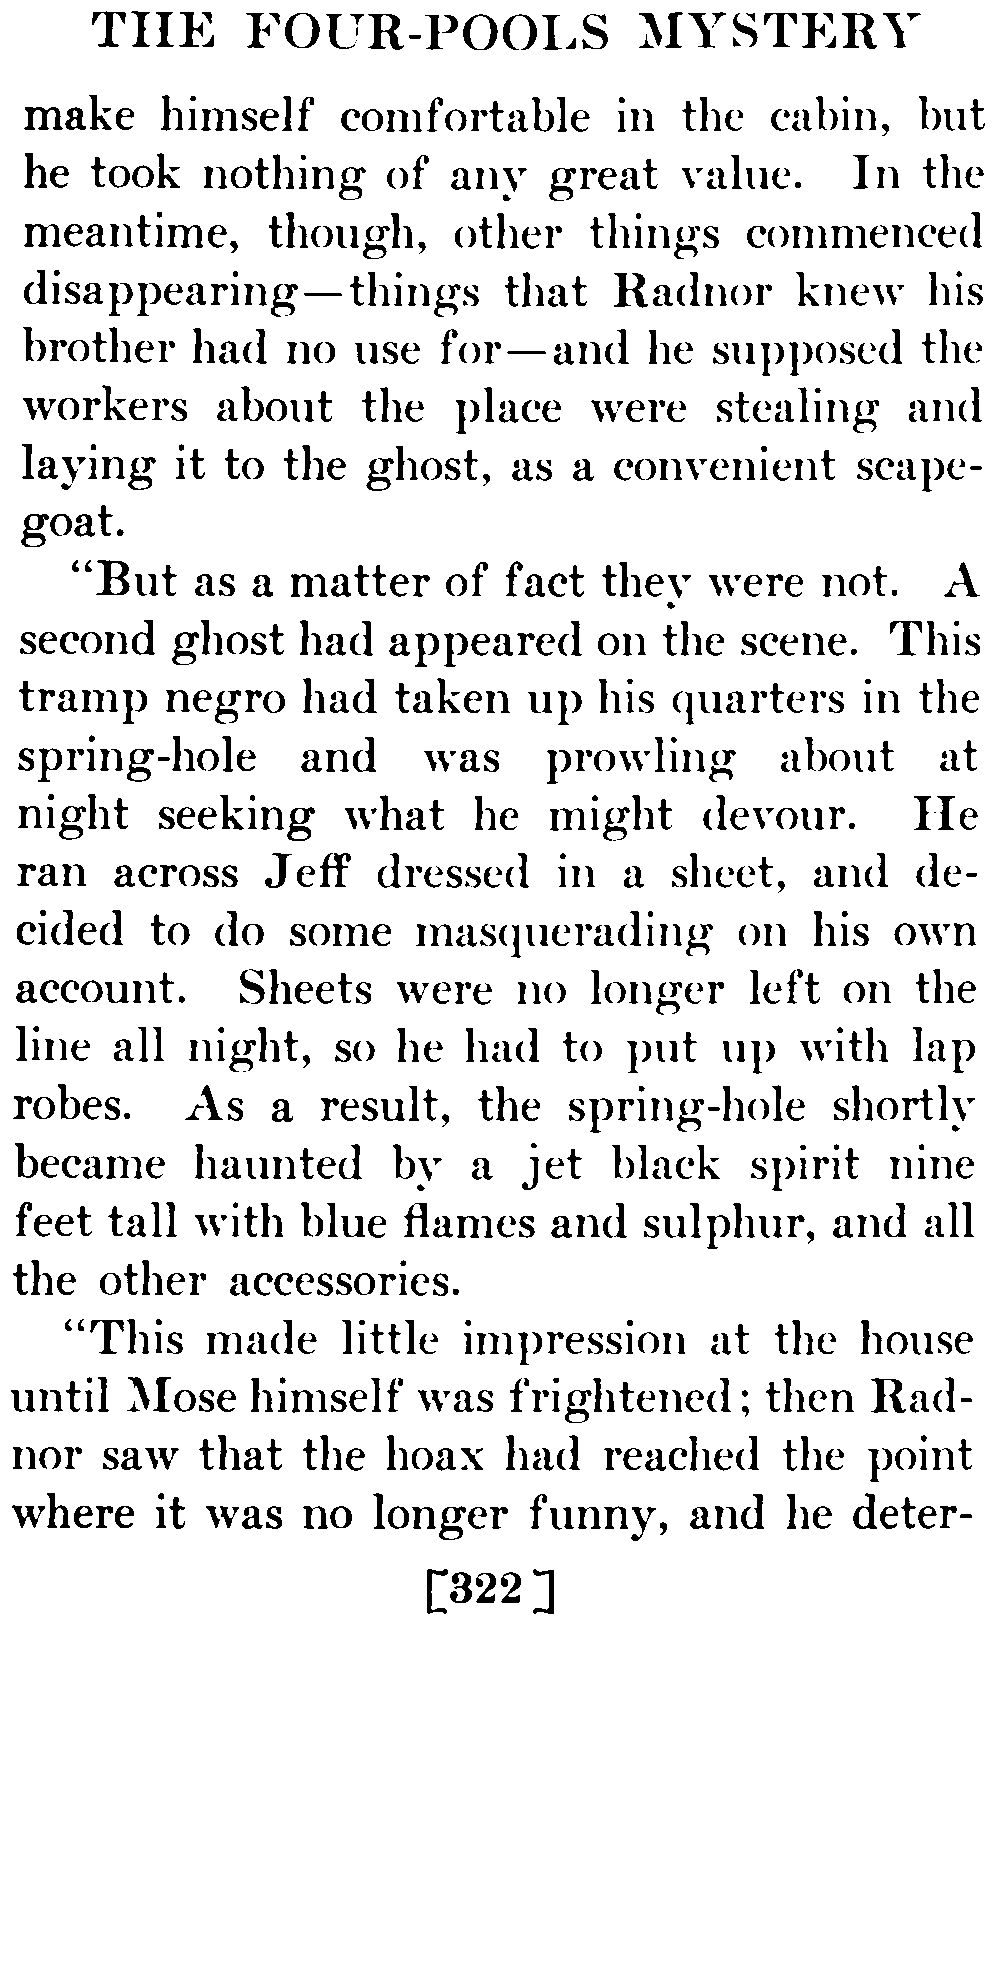 THE FOUR-POOLS MYSTERY
make himself comfortable in the cabin, but
he took nothing of any great value. In the
meantime, though, other things commenced
disappearing—things that Radnor knew his
brother had no use for—and he supposed the
workers about the place were stealing and
laying it to the ghost, as a convenient scape-
goat.
“But as a matter of fact they were not. A
second ghost had appeared on the scene. This
tramp negro had taken up his quarters in the
spring-hole and was prowling about at
night seeking what he might devour. He
ran across Jeff dressed in a sheet, and de-
cided to do some masquerading on his own
account. Sheets were no longer left on the
line all night, so he had to put up with lap
robes. As a result, the spring-hole shortly
became haunted by a jet black spirit nine
feet tall with blue flames and sulphur, and all
the other accessories.
“This made little impression at the house
until Mose himself was frightened; then Rad-
nor saw that the hoax had reached the point
where it was no longer funny, and he deter-
[322]